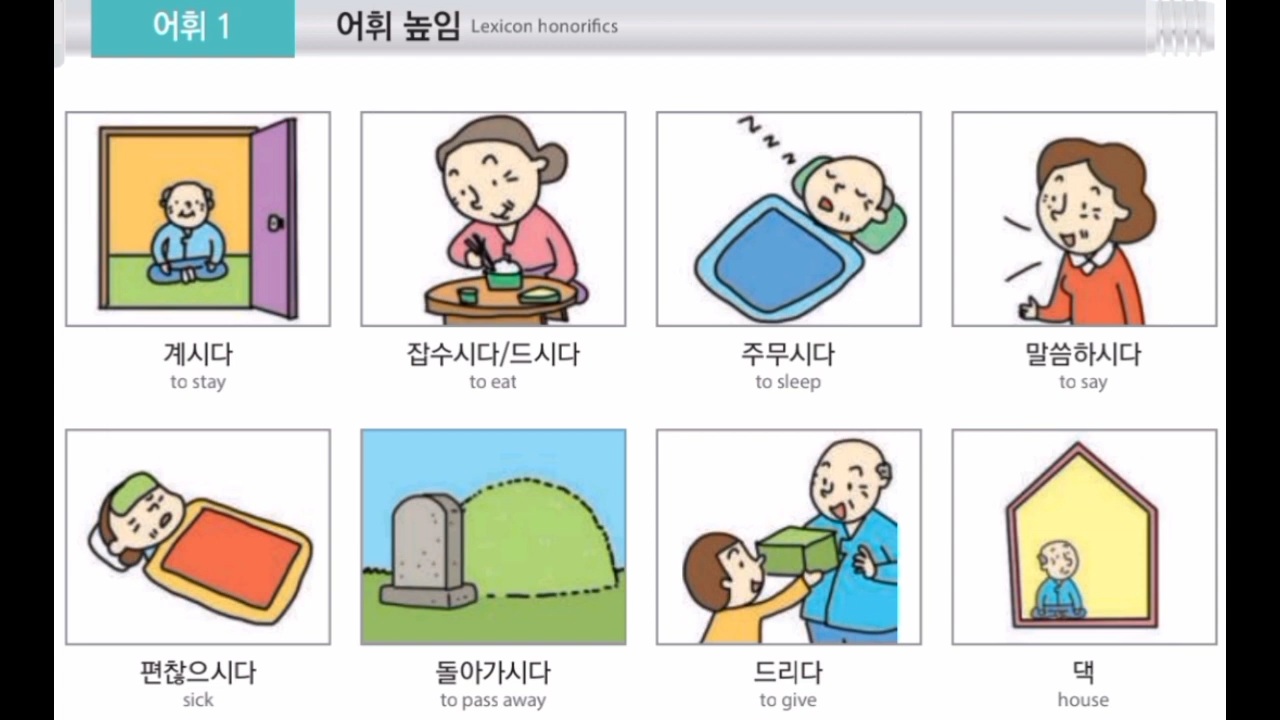 어휘 1
어휘 높임 Lexicon honorifics
계시다
to stay
잡수시다/드시다
to eat
주무시다
to sleep
말씀하시다
to say
편찮으시다
sick
돌아가시다
to pass away
드리다
to give
댁
house